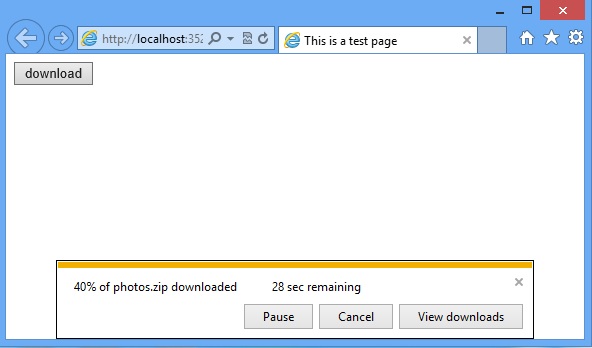 http://localhost:352
This is a test page
download
40% of photos.zip downloaded 28 sec remaining
Pause Cancel View downloads